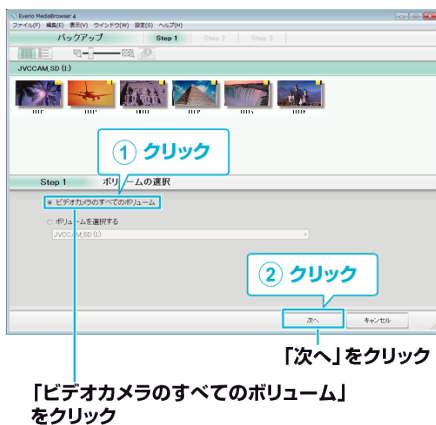 Everio MediaBrowser 4
ファイル(F) 編集(E) 表示(V) ウインドウ(W) 設定(S) ヘルプ(H)
バックアップ Step 1 Step 2 Step 3
JVCCAM_SD (I:)
① クリック
Step 1 ボリュームの選択
ビデオカメラのすべてのボリューム
ボリュームを選択する
JVCCAM_SD (I:)
② クリック
次へ キャンセル
「次へ」をクリック
「ビデオカメラのすべてのボリューム」
をクリック